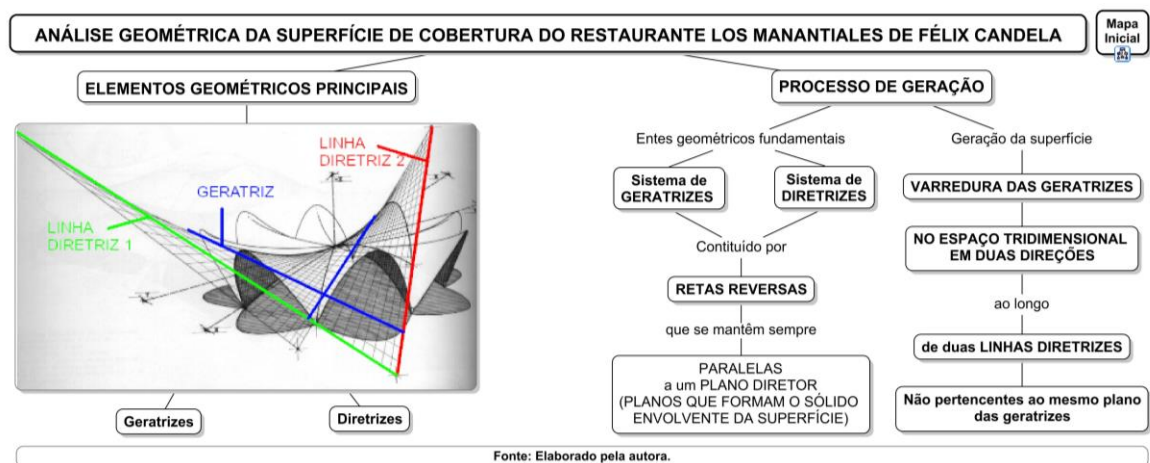 ANÁLISE GEOMÉTRICA DA SUPERFÍCIE DE COBERTURA DO RESTAURANTE LOS MANANTIALES DE FÉLIX CANDELA
Mapa
Inicial
ELEMENTOS GEOMÉTRICOS PRINCIPAIS
LINHA
DIRETRIZ 2
GERATRIZ
LINHA
DIRETRIZ 1
Geratrizes
Diretrizes
PROCESSO DE GERAÇÃO
Entes geométricos fundamentais
Sistema de
GERATRIZES
Sistema de
DIRETRIZES
Contituído por
RETAS REVERSAS
que se mantêm sempre
PARALELAS
a um PLANO DIRETOR
(PLANOS QUE FORMAM O SÓLIDO
ENVOLVENTE DA SUPERFÍCIE)
Geração da superfície
VARREDURA DAS GERATRIZES
NO ESPAÇO TRIDIMENSIONAL
EM DUAS DIREÇÕES
ao longo
de duas LINHAS DIRETRIZES
Não pertencentes ao mesmo plano
das geratrizes
Fonte: Elaborado pela autora.